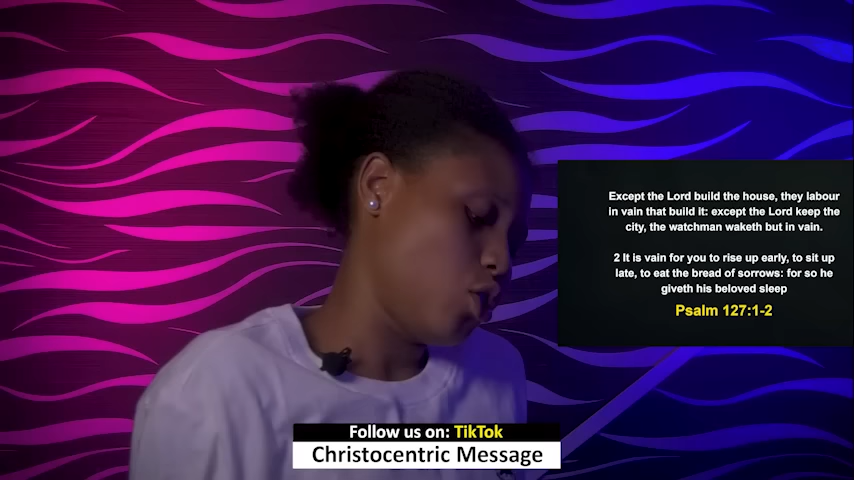 Except the Lord build the house, they labour
in vain that build it: except the Lord keep the
city, the watchman waketh but in vain.
2 It is vain for you to rise up early, to sit up
late, to eat the bread of sorrows: for so he
giveth his beloved sleep
Psalm 127:1-2
Follow us on: TikTok
Christocentric Message